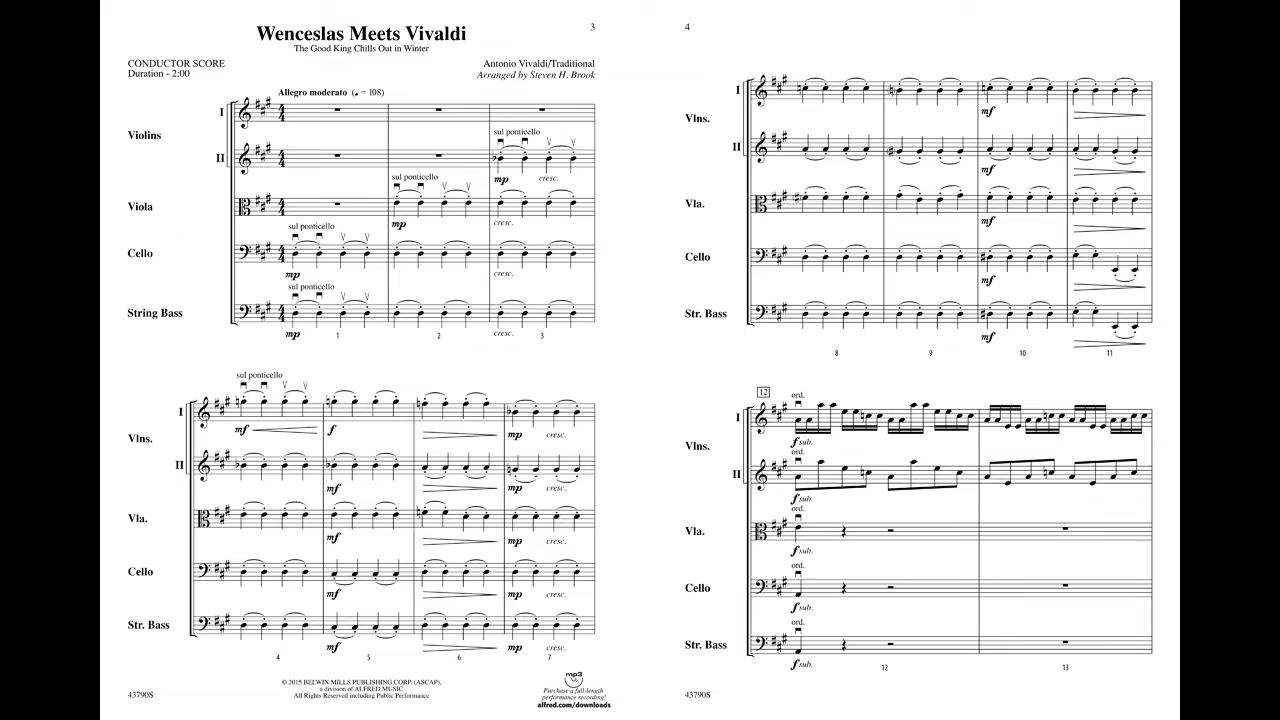 3
Wenceslas Meets Vivaldi
The Good King Chills Out in Winter
CONDUCTOR SCORE
Duration - 2:00
Antonio Vivaldi/Traditional
Arranged by Steven H. Brook
Allegro moderato (♩ = 108)
Violins
I
II
sul ponticello
mp
cresc.
Viola
sul ponticello
mp
cresc.
Cello
sul ponticello
mp
cresc.
String Bass
sul ponticello
mp
cresc.
1 2 3
Vlns.
I
sul ponticello
mf f mp cresc.
II
mf mp cresc.
Vla.
mf mp cresc.
Cello
mf mp cresc.
Str. Bass
mf mp cresc.
4 5 6 7
© 2015 BELWIN MILLS PUBLISHING CORP. (ASCAP),
a division of ALFRED MUSIC
All Rights Reserved including Public Performance
43790S
mp3
Purchase a full-length
performance recording!
alfred.com/downloads
4
Vlns.
I
mf
II
mf
Vla.
mf
Cello
mf
Str. Bass
mf
8 9 10 11
12
Vlns.
I
ord.
f sub.
II
ord.
f sub.
Vla.
ord.
f sub.
Cello
ord.
f sub.
Str. Bass
ord.
f sub.
12 13
43790S